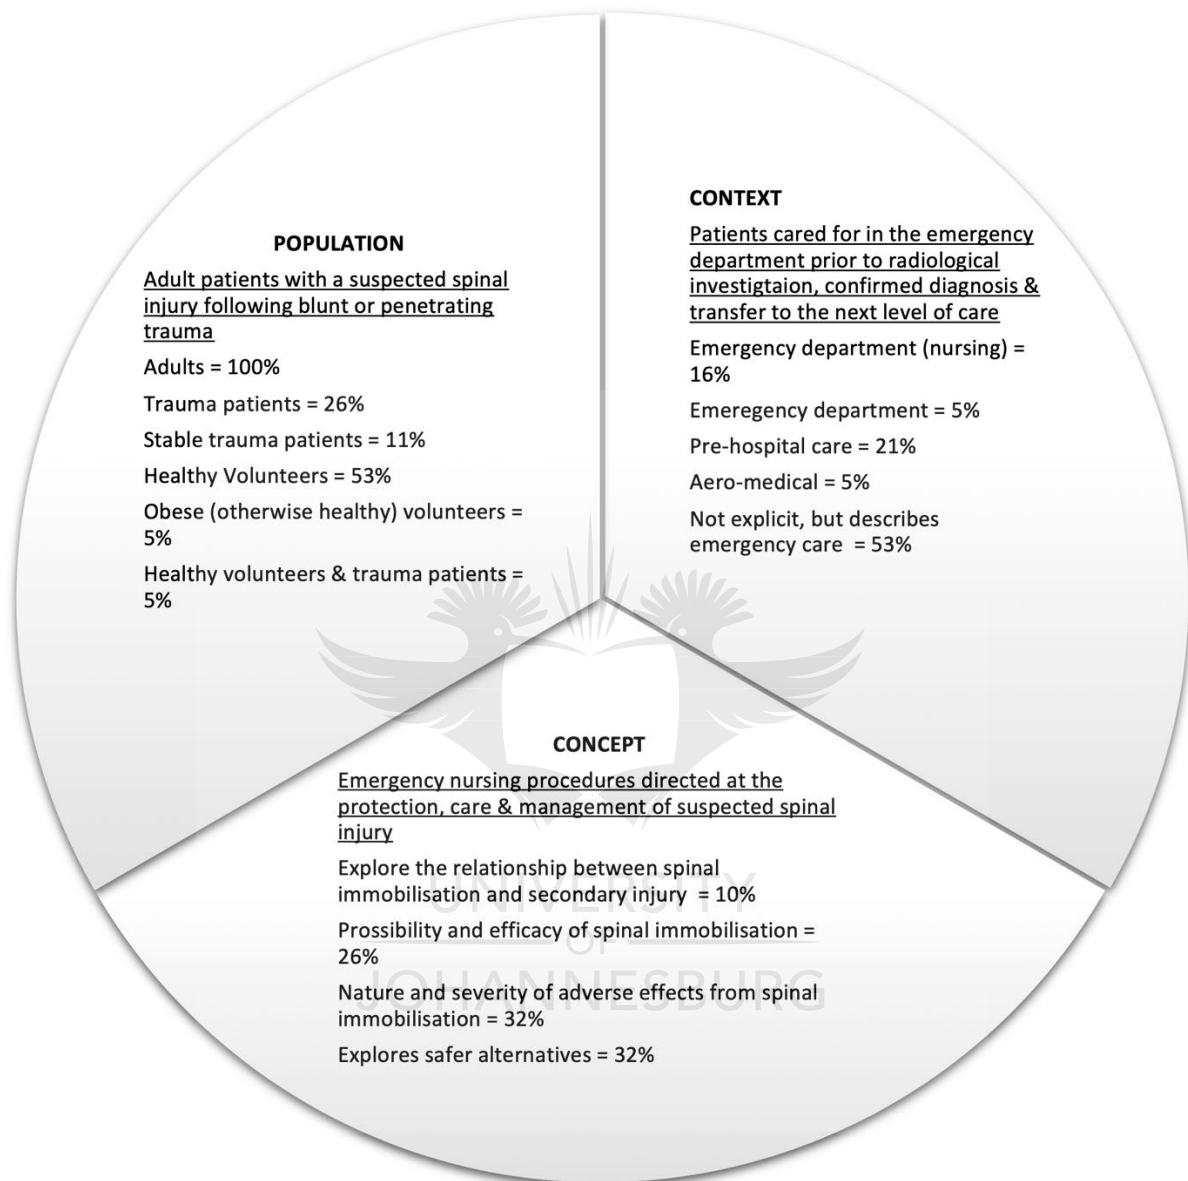 POPULATION
Adult patients with a suspected spinal
injury following blunt or penetrating
trauma
Adults = 100%
Trauma patients = 26%
Stable trauma patients = 11%
Healthy Volunteers = 53%
Obese (otherwise healthy) volunteers =
5%
Healthy volunteers & trauma patients =
5%
CONTEXT
Patients cared for in the emergency
department prior to radiological
investigtaion, confirmed diagnosis &
transfer to the next level of care
Emergency department (nursing) =
16%
Emeregency department = 5%
Pre-hospital care = 21%
Aero-medical = 5%
Not explicit, but describes
emergency care = 53%
CONCEPT
Emergency nursing procedures directed at the
protection, care & management of suspected spinal
injury
Explore the relationship between spinal
immobilisation and secondary injury = 10%
Prossibility and efficacy of spinal immobilisation =
26%
Nature and severity of adverse effects from spinal
immobilisation = 32%
Explores safer alternatives = 32%
UNIVERSITY
OF
JOHANNESBURG